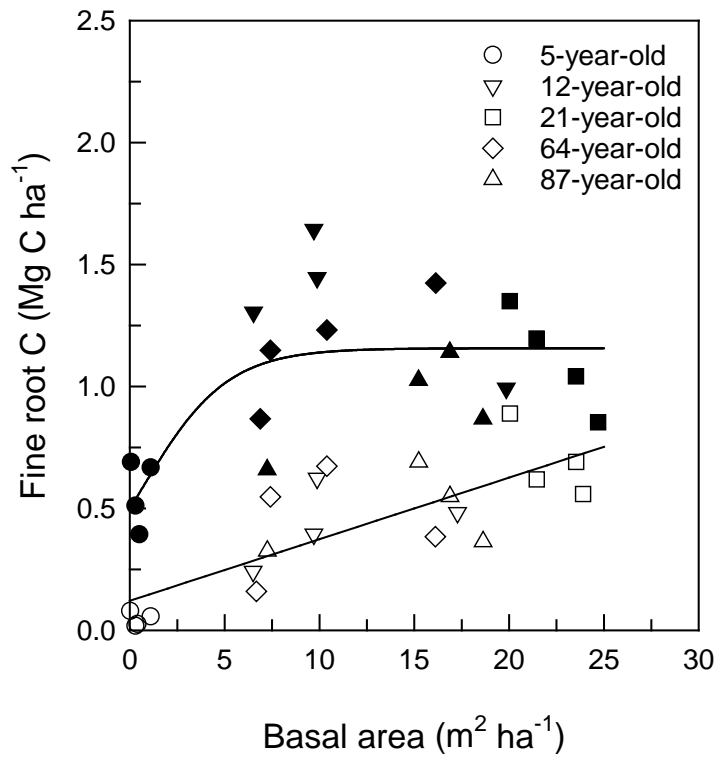 2.5
2.0
1.5
1.0
0.5
0.0
Fine root C (Mg C ha⁻¹)
5-year-old
12-year-old
21-year-old
64-year-old
87-year-old
0 5 10 15 20 25 30
Basal area (m² ha⁻¹)